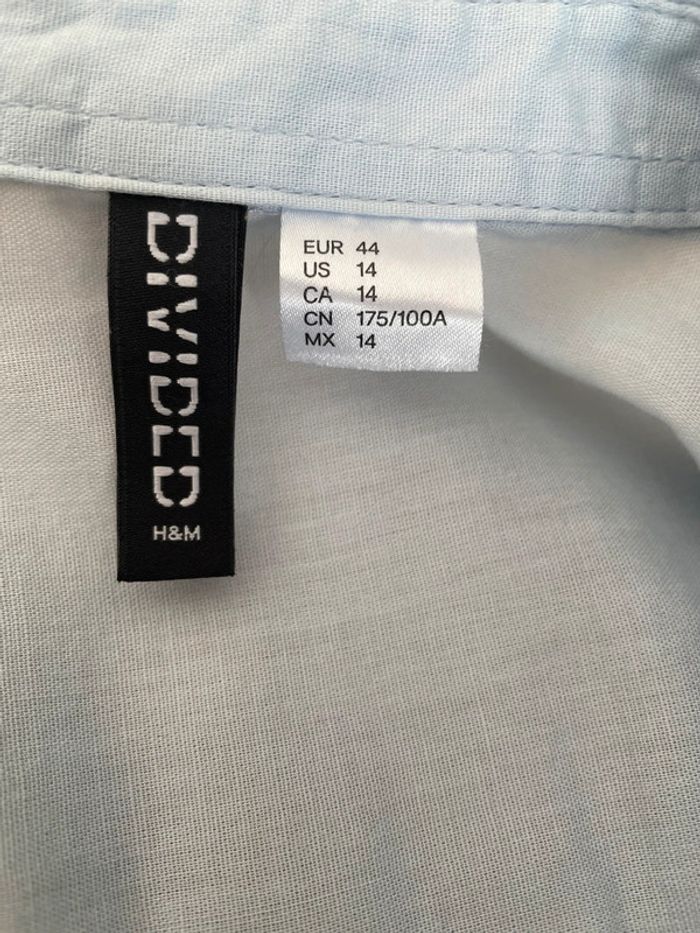 DIVIDED
H&M
EUR 44
US 14
CA 14
CN 175/100A
MX 14